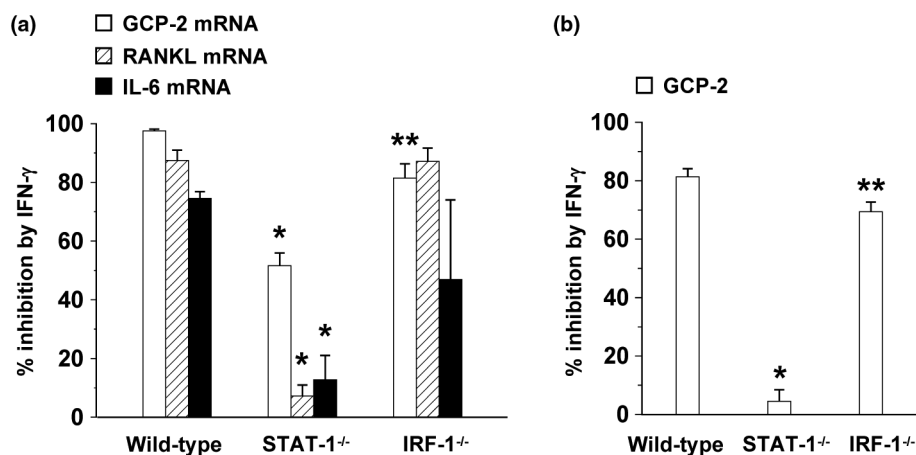 (a)
GCP-2 mRNA
RANKL mRNA
IL-6 mRNA
% inhibition by IFN-γ
100
80
60
40
20
0
*
*
*
**
Wild-type STAT-1-/- IRF-1-/-
(b)
GCP-2
% inhibition by IFN-γ
100
80
60
40
20
0
*
**
Wild-type STAT-1-/- IRF-1-/-